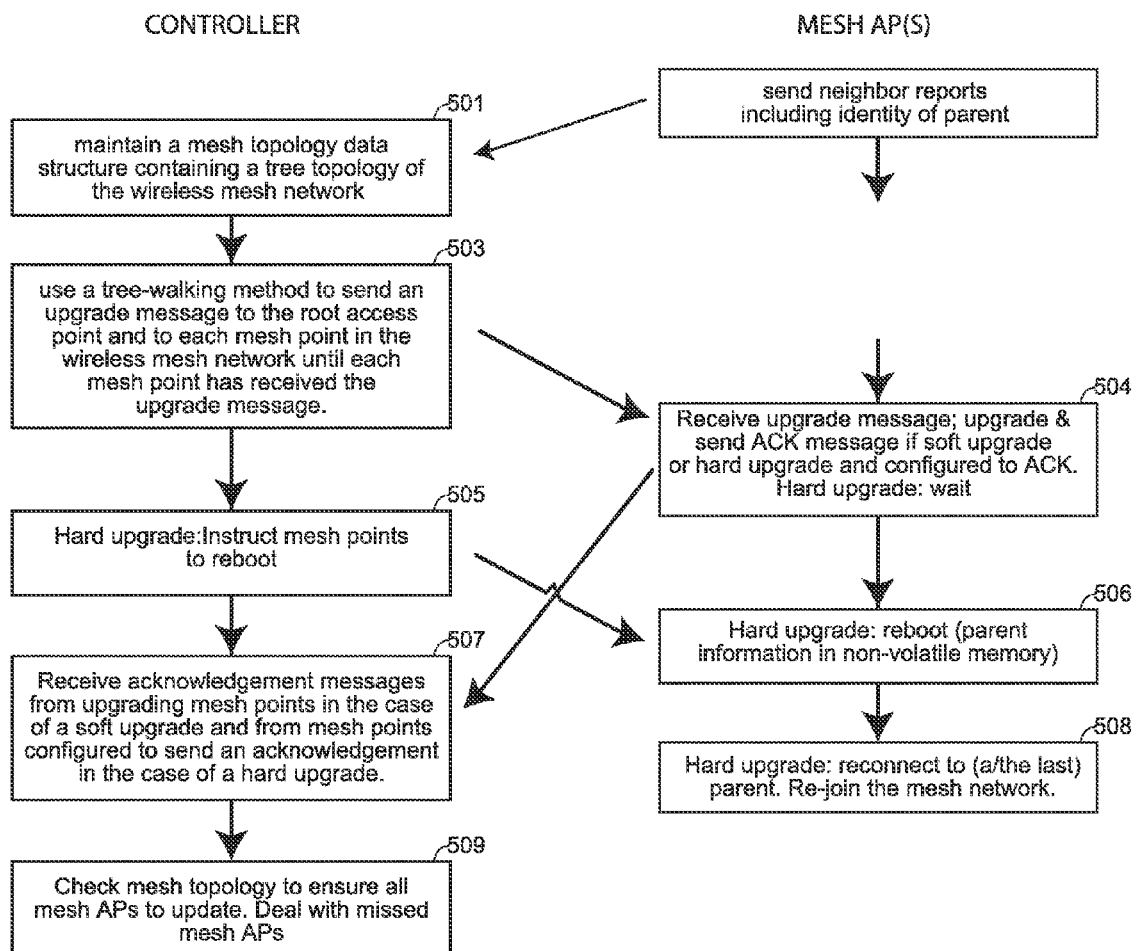 CONTROLLER
MESH AP(S)
send neighbor reports
including identity of parent
501
maintain a mesh topology data
structure containing a tree topology of
the wireless mesh network
503
use a tree-walking method to send an
upgrade message to the root access
point and to each mesh point in the
wireless mesh network until each
mesh point has received the
upgrade message.
504
Receive upgrade message; upgrade &
send ACK message if soft upgrade
or hard upgrade and configured to ACK.
Hard upgrade: wait
505
Hard upgrade:Instruct mesh points
to reboot
506
Hard upgrade: reboot (parent
information in non-volatile memory)
507
Receive acknowledgement messages
from upgrading mesh points in the case
of a soft upgrade and from mesh points
configured to send an acknowledgement
in the case of a hard upgrade.
508
Hard upgrade: reconnect to (a/the last)
parent. Re-join the mesh network.
509
Check mesh topology to ensure all
mesh APs to update. Deal with missed
mesh APs